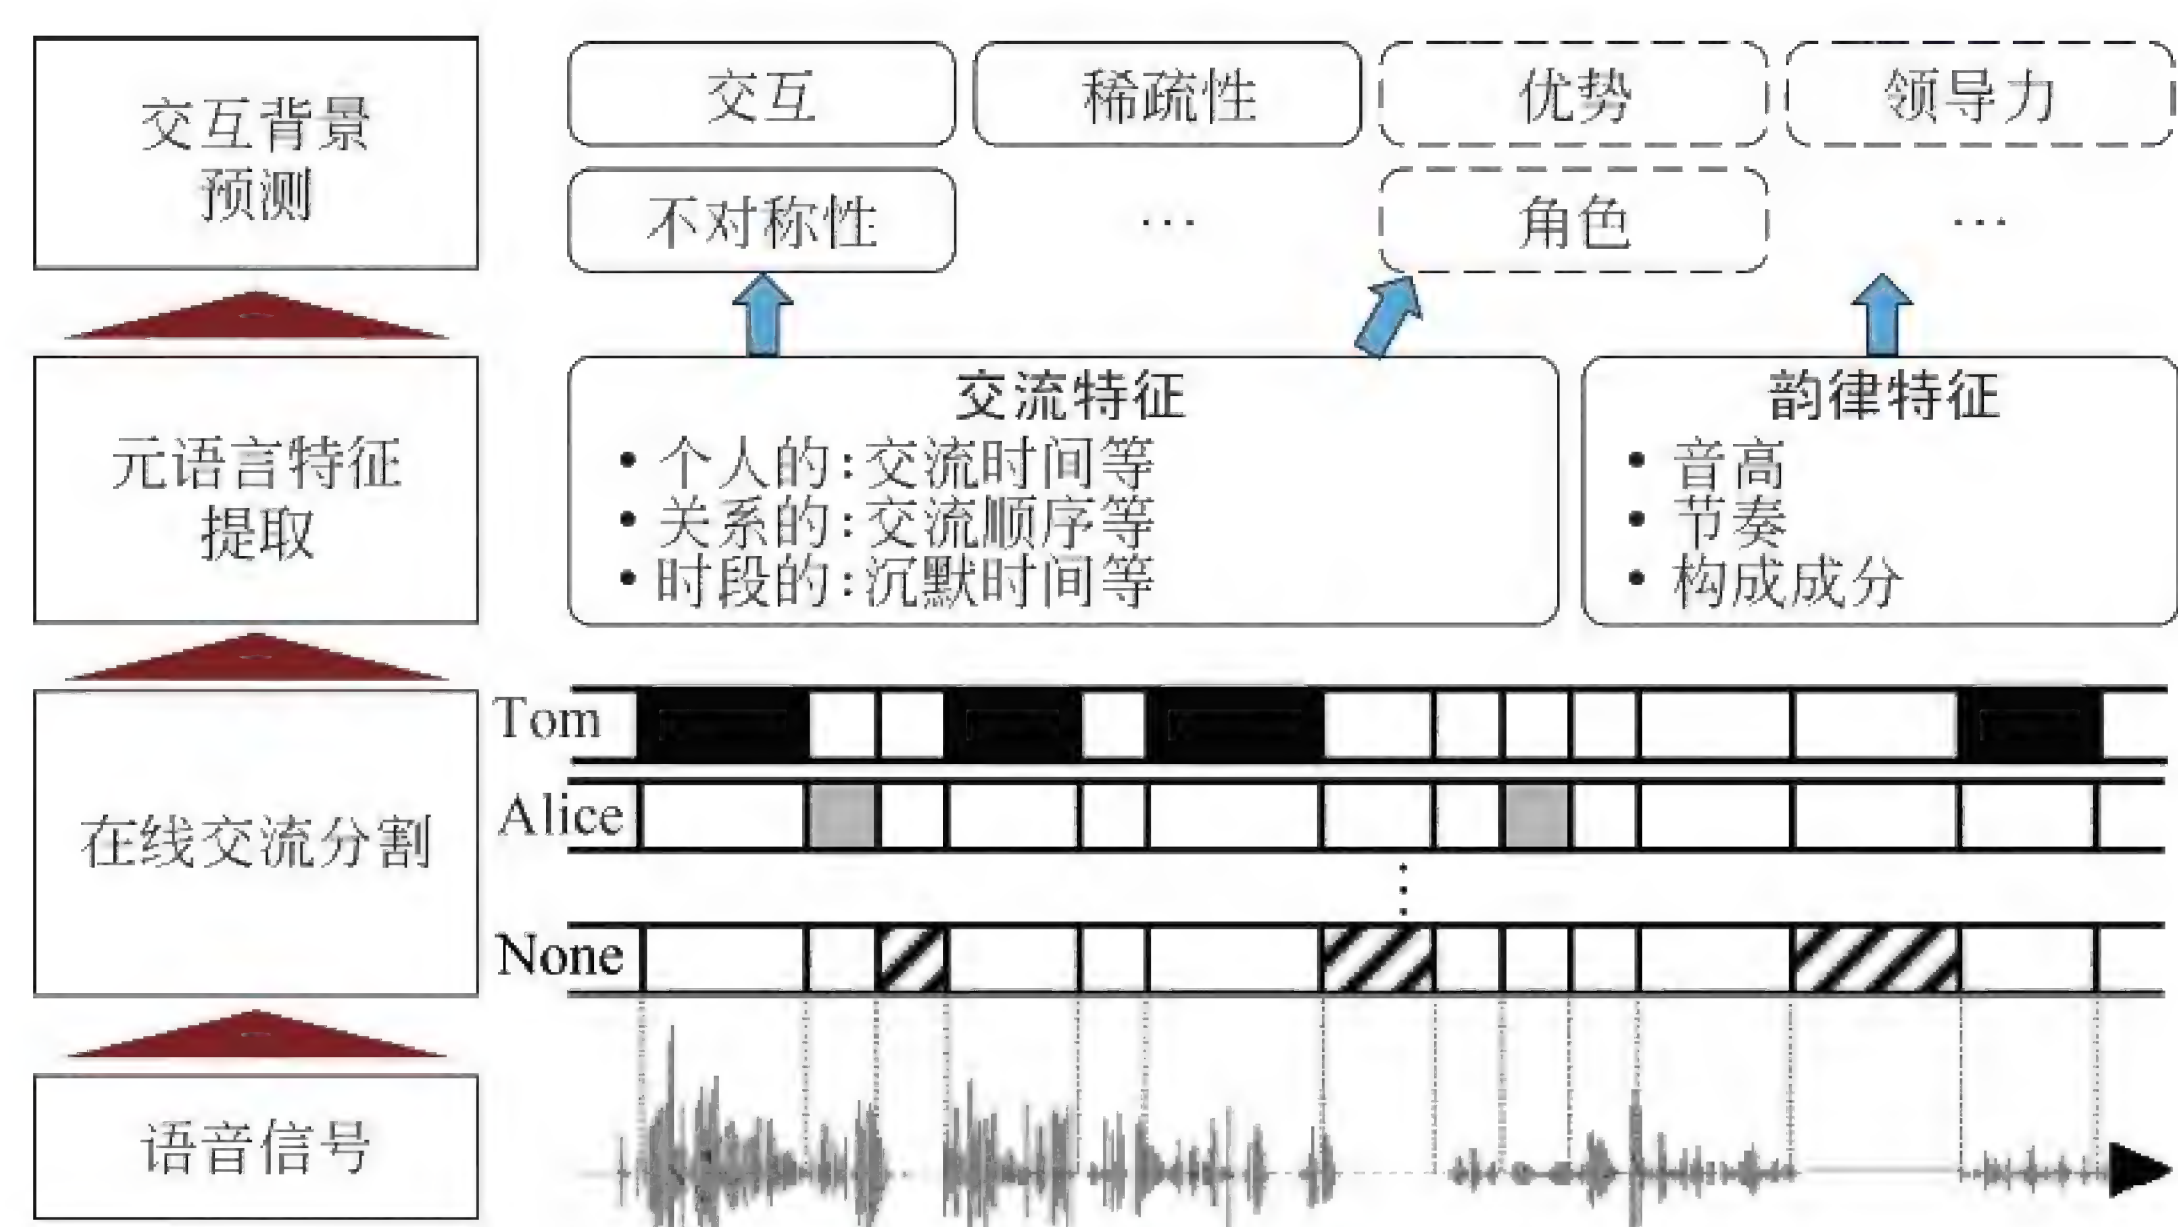 交互背景
预测
交互
稀疏性
优势
领导力
不对称性
…
角色
…
元语言特征
提取
交流特征
• 个人的:交流时间等
• 关系的:交流顺序等
• 时段的:沉默时间等
韵律特征
• 音高
• 节奏
• 构成成分
在线交流分割
Tom
Alice
None
语音信号